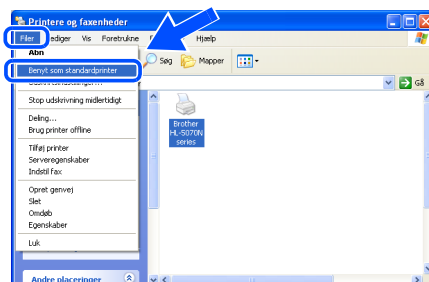 Printere og faxenheder
Filer
Rediger Vis Foretrukne
Hjælp
Åbn
Benyt som standardprinter
Stop udskrivning midlertidigt
Deling...
Brug printer offline
Tilføj printer
Serveregenskaber
Indstil fax
Opret genvej
Slet
Omdøb
Egenskaber
Luk
Søg Mapper
Gå
Brother
HL-5070N
series
Andre placeringer